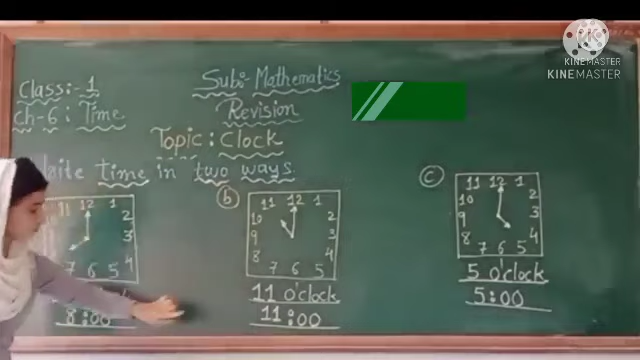 Class:-1
Sub:- Mathematics
Ch-6: Time
Revision
Topic: Clock
Write time in two ways
(b)
(c)
11 12 1
2
3
4
5
6
7
8:00
11 12 1
10 2
9 3
8 4
7 6 5
11 O'clock
11:00
11 12 1
10 2
9 3
8 4
7 6 5
5 O'clock
5:00
KINEMASTER
KINEMASTER